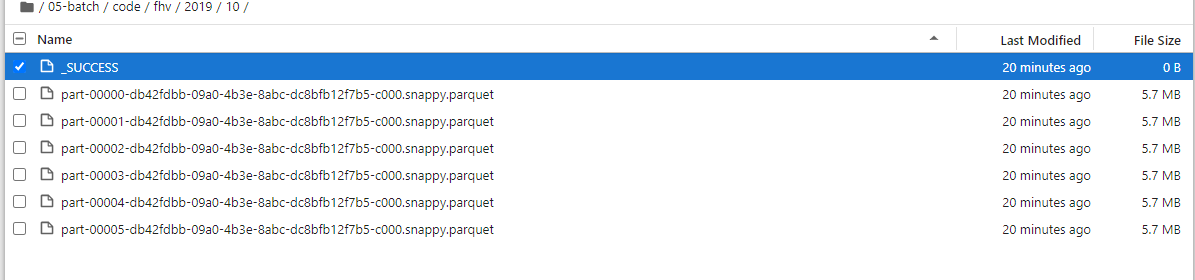 / 05-batch / code / fhv / 2019 / 10 /
Name Last Modified File Size
_SUCCESS 20 minutes ago 0 B
part-00000-db42fdbb-09a0-4b3e-8abc-dc8bfb12f7b5-c000.snappy.parquet 20 minutes ago 5.7 MB
part-00001-db42fdbb-09a0-4b3e-8abc-dc8bfb12f7b5-c000.snappy.parquet 20 minutes ago 5.7 MB
part-00002-db42fdbb-09a0-4b3e-8abc-dc8bfb12f7b5-c000.snappy.parquet 20 minutes ago 5.7 MB
part-00003-db42fdbb-09a0-4b3e-8abc-dc8bfb12f7b5-c000.snappy.parquet 20 minutes ago 5.7 MB
part-00004-db42fdbb-09a0-4b3e-8abc-dc8bfb12f7b5-c000.snappy.parquet 20 minutes ago 5.7 MB
part-00005-db42fdbb-09a0-4b3e-8abc-dc8bfb12f7b5-c000.snappy.parquet 20 minutes ago 5.7 MB